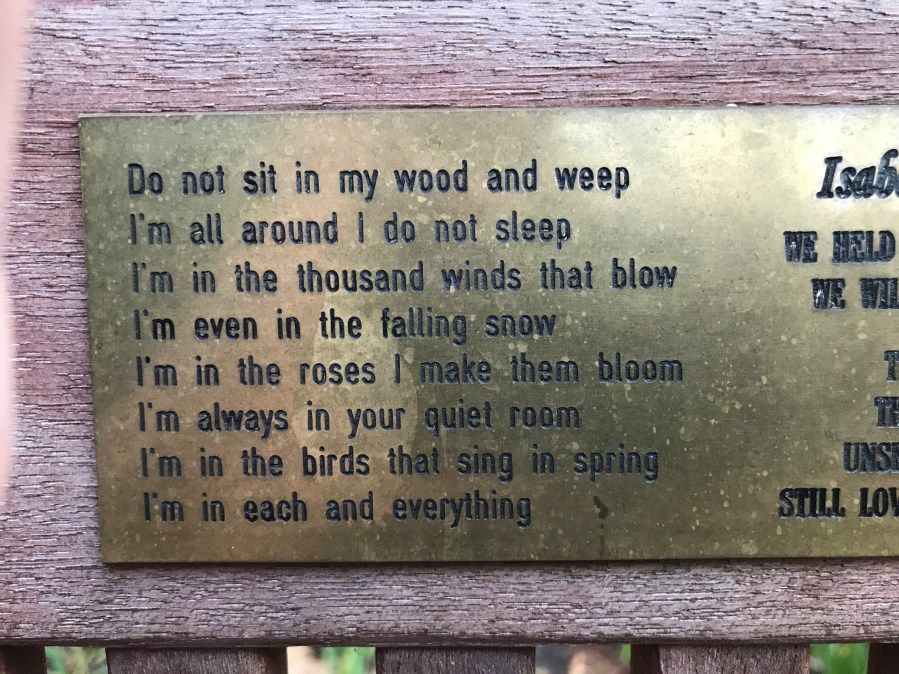 Do not sit in my wood and weep
I'm all around I do not sleep
I'm in the thousand winds that blow
I'm even in the falling snow
I'm in the roses I make them bloom
I'm always in your quiet room
I'm in the birds that sing in spring
I'm in each and everything
WE HELD
WE
STILL